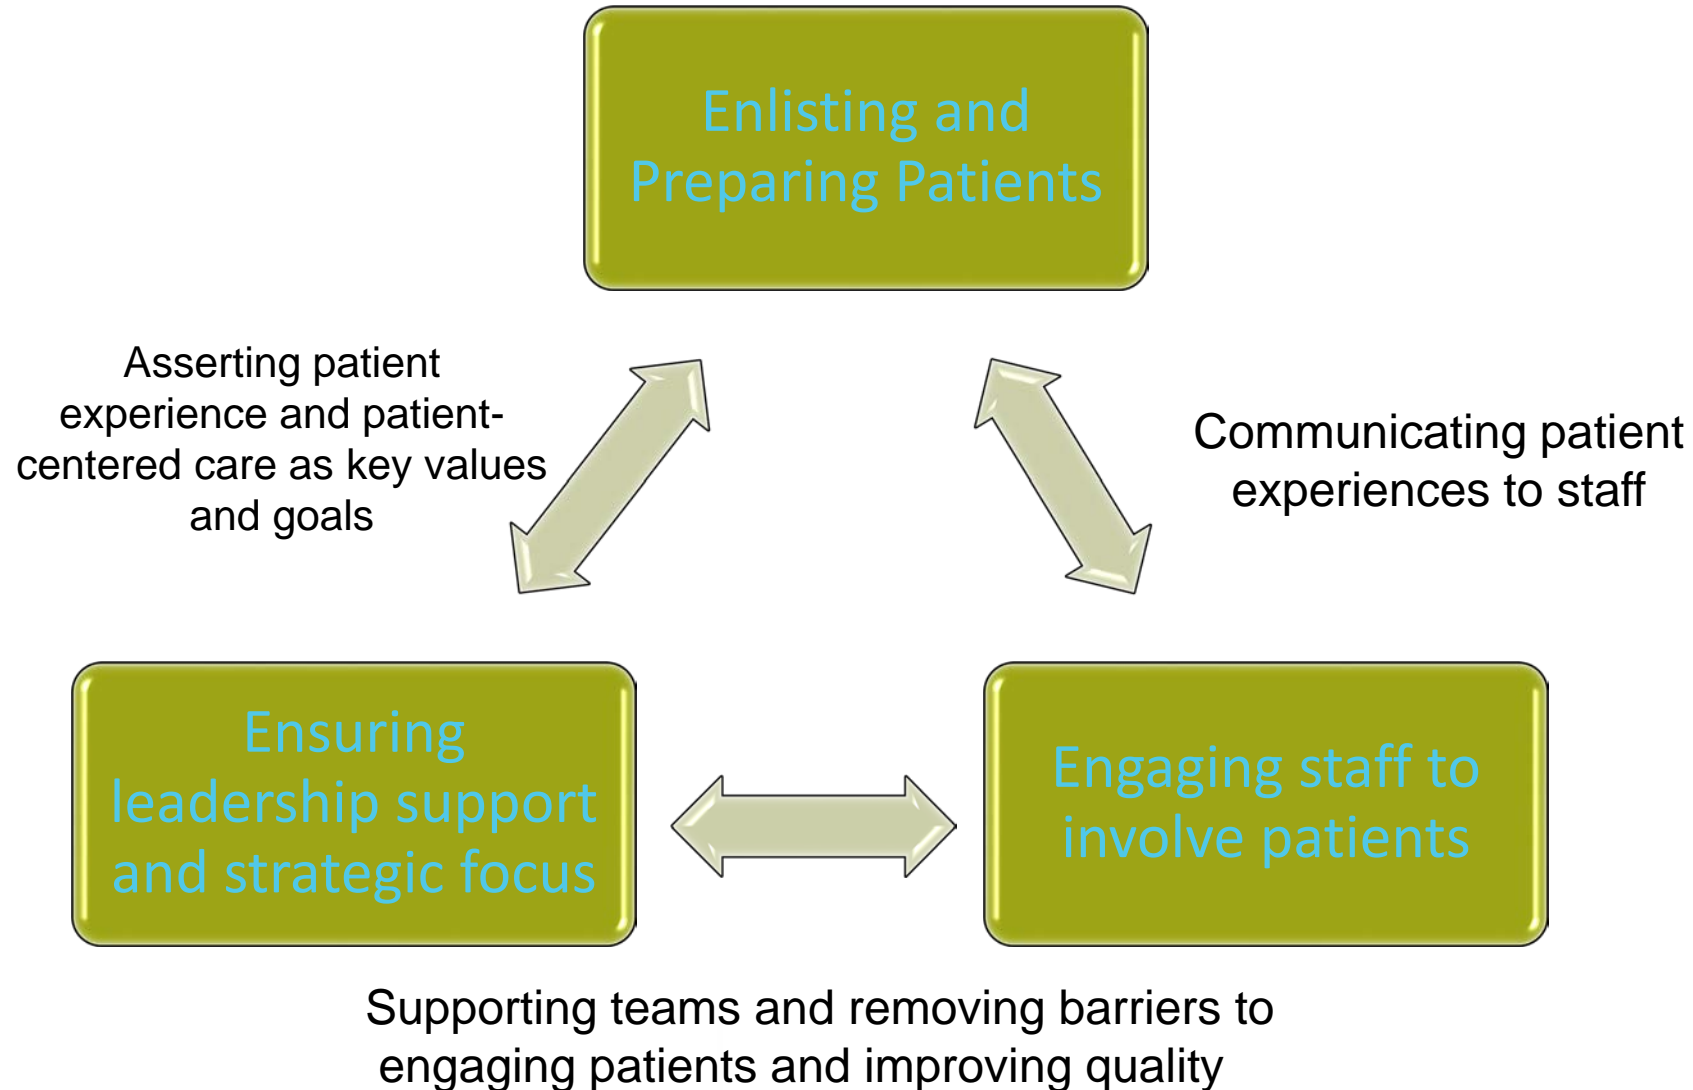 Enlisting and
Preparing Patients
Asserting patient
experience and patient-
centered care as key values
and goals
Communicating patient
experiences to staff
Ensuring
leadership support
and strategic focus
Engaging staff to
involve patients
Supporting teams and removing barriers to
engaging patients and improving quality